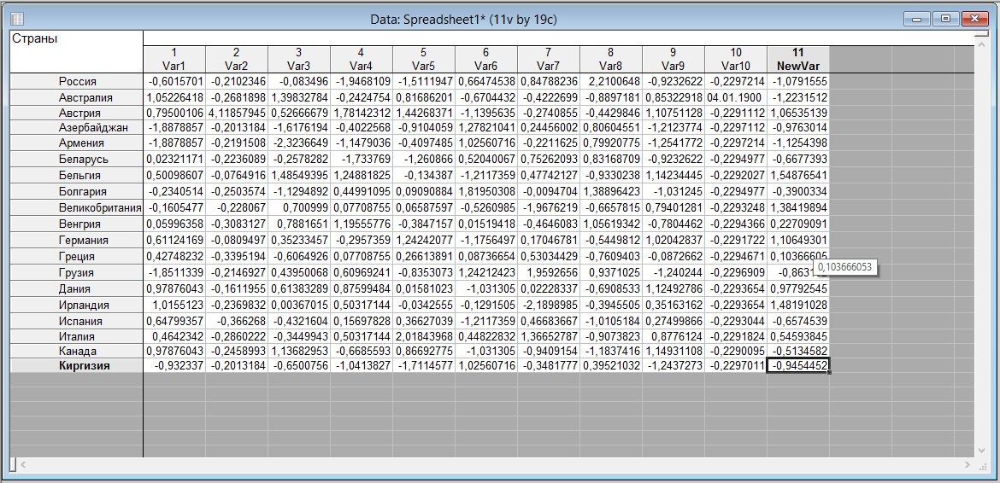 Data: Spreadsheet1* (11v by 19c)
Страны
1 2 3 4 5 6 7 8 9 10 11
Var1 Var2 Var3 Var4 Var5 Var6 Var7 Var8 Var9 Var10 NewVar
Россия -0,6015701 -0,2102346 -0,083496 -1,9468109 -1,5111947 0,66474538 0,84788236 2,2100648 -0,9232622 -0,2297214 -1,0791555
Австралия 1,05226418 -0,2681898 1,39832784 -0,2424754 0,81686201 -0,6704432 -0,4222699 -0,8897181 0,85322918 04.01.1900 -1,2231512
Австрия 0,79500106 4,11857945 0,52666679 1,78142312 1,44268371 -1,1395635 -0,2740855 -0,4429846 1,10751128 -0,2291112 1,06535139
Азербайджан -1,8878857 -0,2013184 -1,6176194 -0,4022568 -0,9104059 1,27821041 0,24456002 0,80604551 -1,2123774 -0,2297112 -0,9763014
Армения -1,8878857 -0,2191508 -2,3236649 -1,1479036 -0,4097485 1,02560716 -0,2211625 0,79920775 -1,2541772 -0,2297214 -1,1254398
Беларусь 0,02321171 -0,2236089 -0,2578282 -1,733769 -1,260866 0,52040067 0,75262093 0,83168709 -0,9232622 -0,2294977 -0,6677393
Бельгия 0,50098607 -0,0764916 1,48549395 1,24881825 -0,134387 -1,2117359 0,47742127 -0,9330238 1,14234445 -0,2292027 1,54876541
Болгария -0,2340514 -0,2503574 -1,1294892 0,44991095 0,09090884 1,81950308 -0,0094704 1,38896423 -1,031245 -0,2294977 -0,3900334
Великобритания -0,1605477 -0,228067 0,700999 0,07708755 0,06587597 -0,5260985 -1,9676219 -0,6657815 0,79401281 -0,2293248 1,38419894
Венгрия 0,05996358 -0,3083127 0,7881651 1,19555776 -0,3847157 0,01519418 -0,4646083 1,05619342 -0,7804462 -0,2294366 0,22709091
Германия 0,61124169 -0,0809497 0,35233457 -0,2957359 1,24242077 -1,1756497 0,17046781 -0,5449812 1,02042837 -0,2291722 1,10649301
Греция 0,42748232 -0,3395194 -0,6064926 0,07708755 0,26613891 0,08736654 0,53034429 -0,7609403 -0,0872662 -0,2294671 0,10366605
0,103666053
Грузия -1,8511339 -0,2146927 0,43950068 0,60969241 -0,8353073 1,24212423 1,9592656 0,9371025 -1,240244 -0,2296909
Дания 0,97876043 -0,1611955 0,61383289 0,87599484 0,01581023 -1,031305 0,02228337 -0,6908533 1,12492786 -0,2293654 0,97792545
Ирландия 1,0155123 -0,2369832 0,00367015 0,50317144 -0,0342555 -0,1291505 -2,1898985 -0,3945505 0,35163162 -0,2293654 1,48191028
Испания 0,64799357 -0,366268 -0,4321604 0,15697828 0,36627039 -1,2117359 0,46683667 -1,0105184 0,27499866 -0,2293044 -0,6574539
Италия 0,4642342 -0,2860222 -0,3449943 0,50317144 2,01843968 0,44822832 1,36652787 -0,9073823 0,8776124 -0,2291824 0,54593845
Канада 0,97876043 -0,2458993 1,13682953 -0,6685593 0,86692775 -1,031305 -0,9409154 -1,1837416 1,14931108 -0,2290095 -0,5134582
Киргизия -0,932337 -0,2013184 -0,6500756 -1,0413827 -1,7114577 1,02560716 -0,3481777 0,39521032 -1,2437273 -0,2297011 -0,9454452